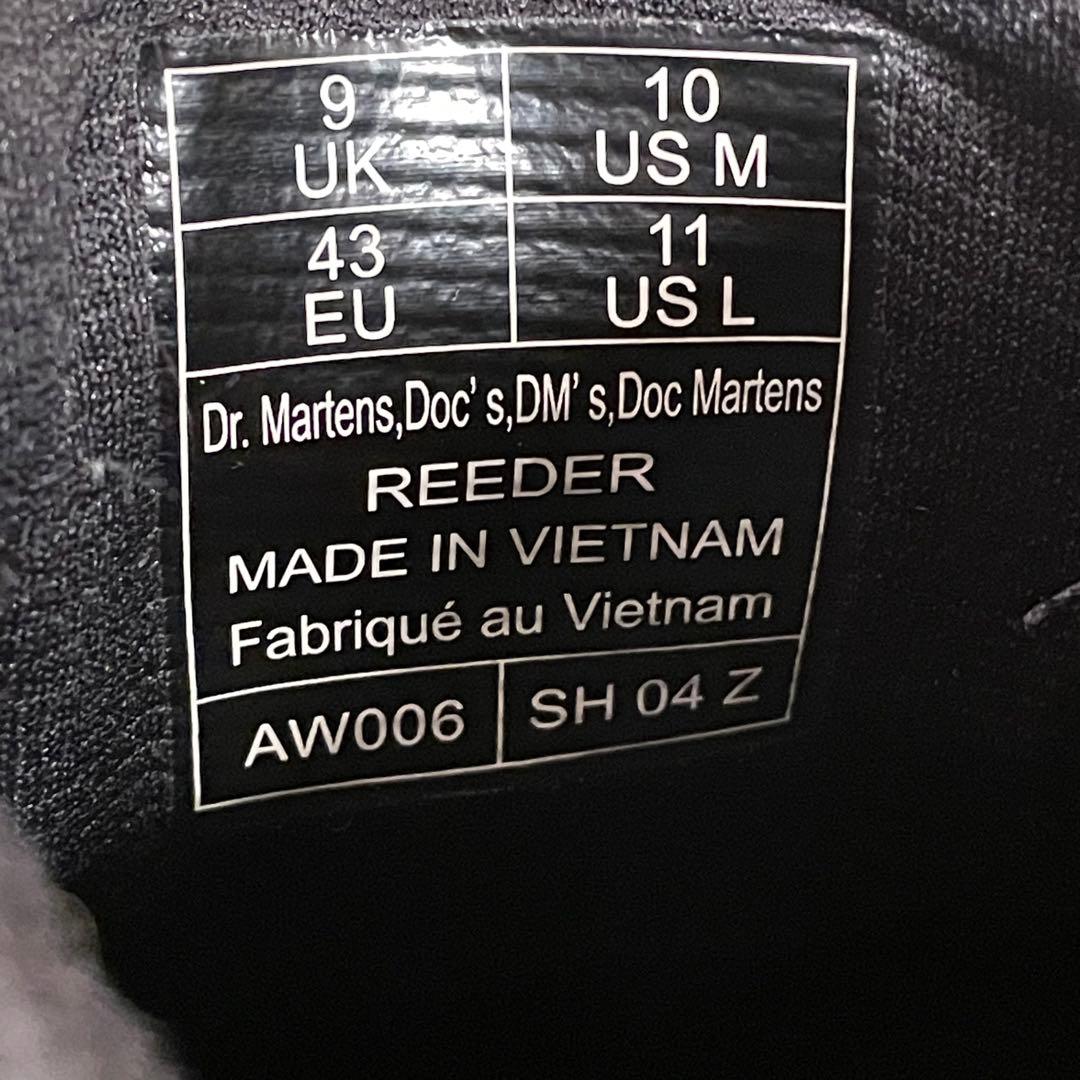 9
UK
10
US M
43
EU
11
US L
Dr. Martens,Doc's,DM's,Doc Martens
REEDER
MADE IN VIETNAM
Fabriqué au Vietnam
AW006
SH 04 Z